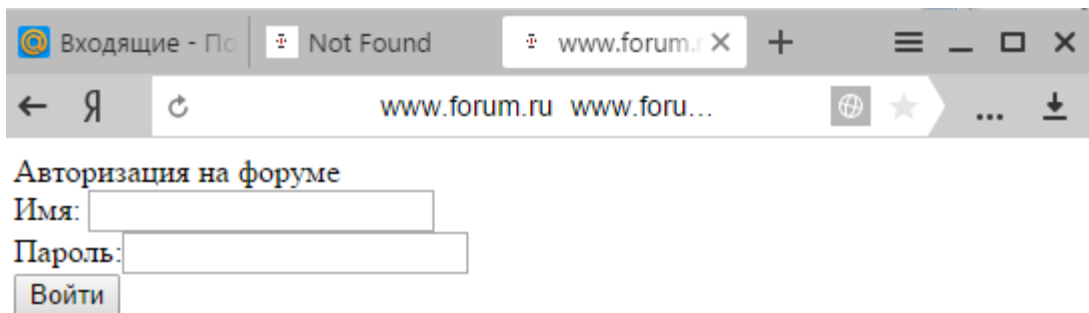 Входящие - По
Not Found
www.forum.r
Я
www.forum.ru www.foru...
...
Авторизация на форуме
Имя:
Пароль:
Войти